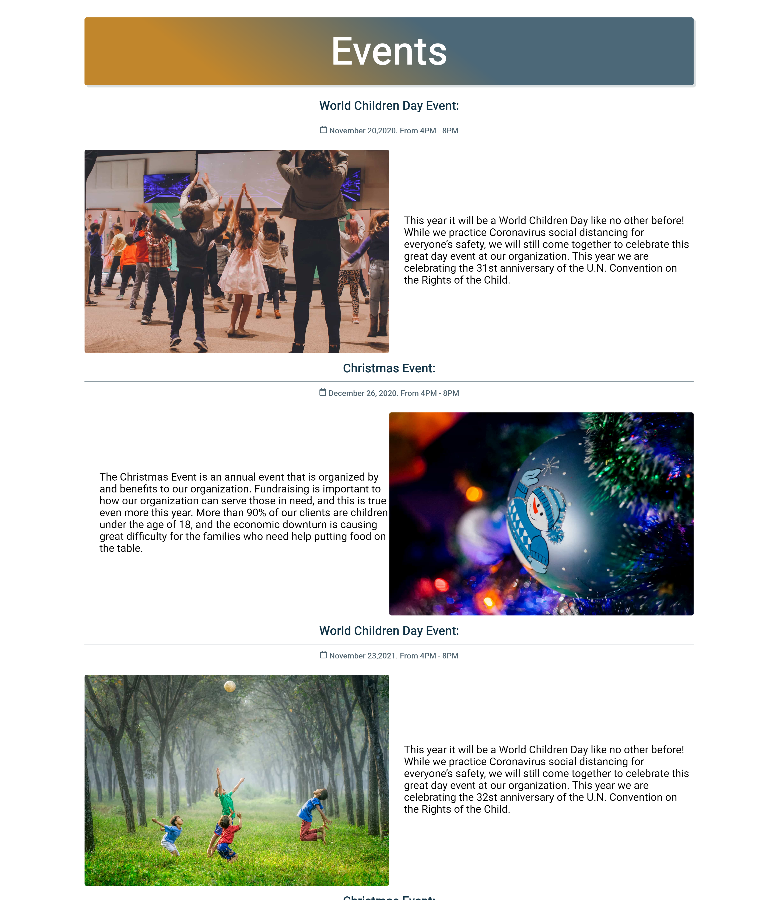 Events
World Children Day Event:
November 20,2020. From 4PM - 8PM
This year it will be a World Children Day like no other before!
While we practice Coronavirus social distancing for
everyone's safety, we will still come together to celebrate this
great day event at our organization. This year we are
celebrating the 31st anniversary of the U.N. Convention on
the Rights of the Child.
Christmas Event:
December 26, 2020. From 4PM - 8PM
The Christmas Event is an annual event that is organized by
and benefits to our organization. Fundraising is important to
how our organization can serve those in need, and this is true
even more this year. More than 90% of our clients are children
under the age of 18, and the economic downturn is causing
great difficulty for the families who need help putting food on
the table.
World Children Day Event:
November 23,2021. From 4PM - 8PM
This year it will be a World Children Day like no other before!
While we practice Coronavirus social distancing for
everyone's safety, we will still come together to celebrate this
great day event at our organization. This year we are
celebrating the 32st anniversary of the U.N. Convention on
the Rights of the Child.
Christmas Event: